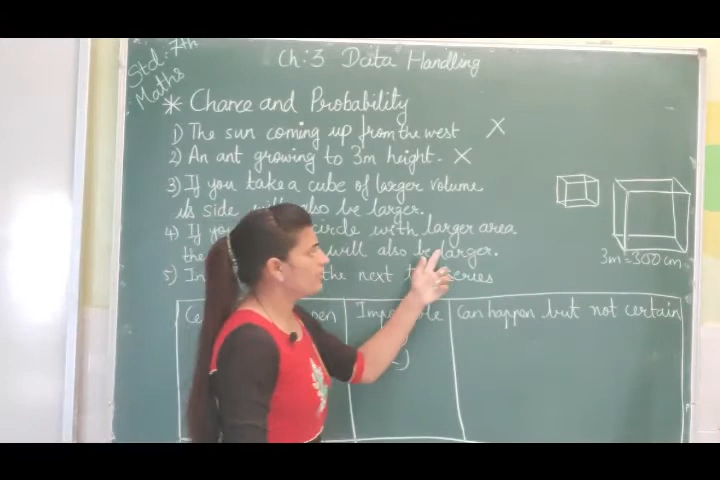 Std: 7th
Maths
Ch: 3 Data Handling
* Chance and Probability
1) The sun coming up from the west X
2) An ant growing to 3m height- X
3) If you take a cube of larger volume
its side will also be larger.
4) If circle with larger area
the will also be larger.
5) In the next series
3m = 300 cm
Can happen but not certain